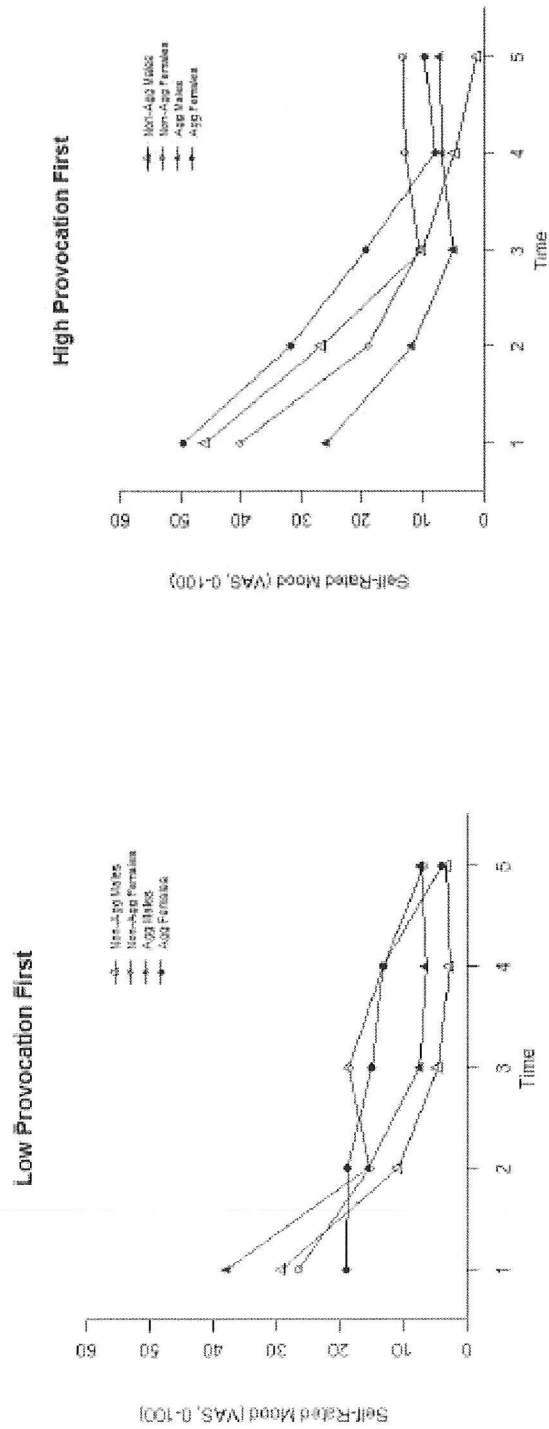 Low Provocation First
Non-Agg Males
Non-Agg Females
Agg Males
Agg Females
Self-Rated Mood (VAS, 0-100)
60
50
40
30
20
10
0
1
2
3
4
5
Time
High Provocation First
Non-Agg Males
Non-Agg Females
Agg Males
Agg Females
Self-Rated Mood (VAS, 0-100)
60
50
40
30
20
10
0
1
2
3
4
5
Time